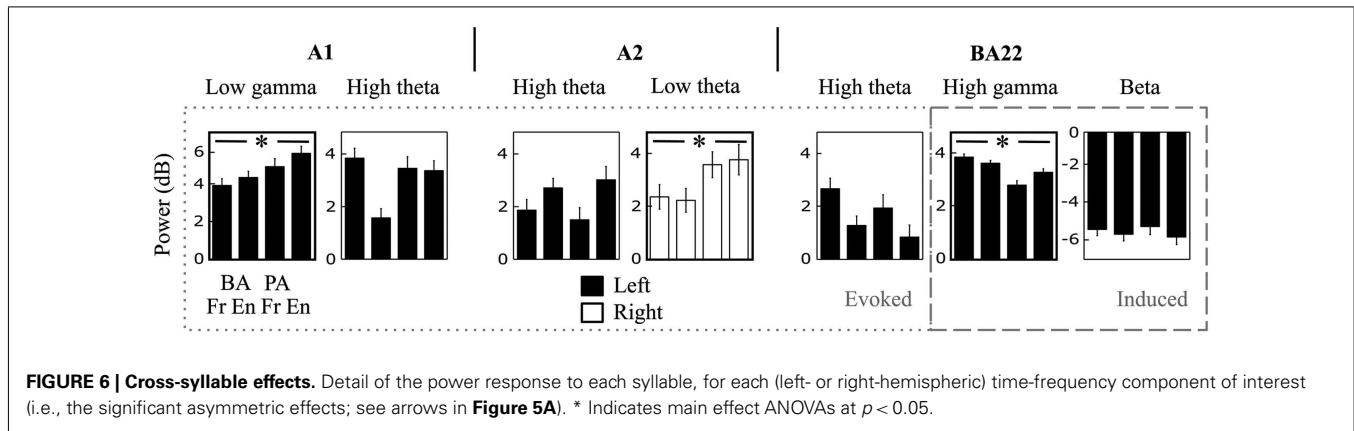 A1 A2 BA22
Low gamma High theta High theta Low theta High theta High gamma Beta
* * *
Power (dB)
6 4 2 0
4 2 0
4 2 0
4 2 0
4 2 0
4 2 0
0 -2 -4 -6
BA PA
Fr En Fr En
Left
Right
Evoked Induced
FIGURE 6 | Cross-syllable effects. Detail of the power response to each syllable, for each (left- or right-hemispheric) time-frequency component of interest
(i.e., the significant asymmetric effects; see arrows in Figure 5A). * Indicates main effect ANOVAs at p < 0.05.